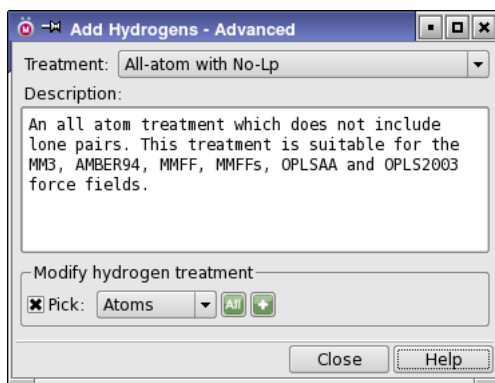 Add Hydrogens - Advanced
Treatment: All-atom with No-Lp
Description:
An all atom treatment which does not include
lone pairs. This treatment is suitable for the
MM3, AMBER94, MMFF, MMFFs, OPLSAA and OPLS2003
force fields.
Modify hydrogen treatment
Pick: Atoms All
Close Help